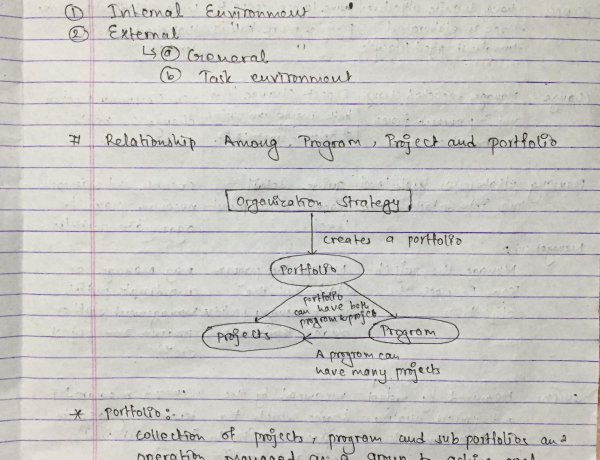 ① Internal Environment
② External
↳ ⓐ General
ⓑ Task environment
# Relationship Among Program, Project and portfolio
Organization Strategy
creates a portfolio
portfolio
portfolio
can have both
program & project
projects
Program
A program can
have many projects
* portfolio:-
collection of projects, program and sub portfolios and
operation managed as a group to achieve